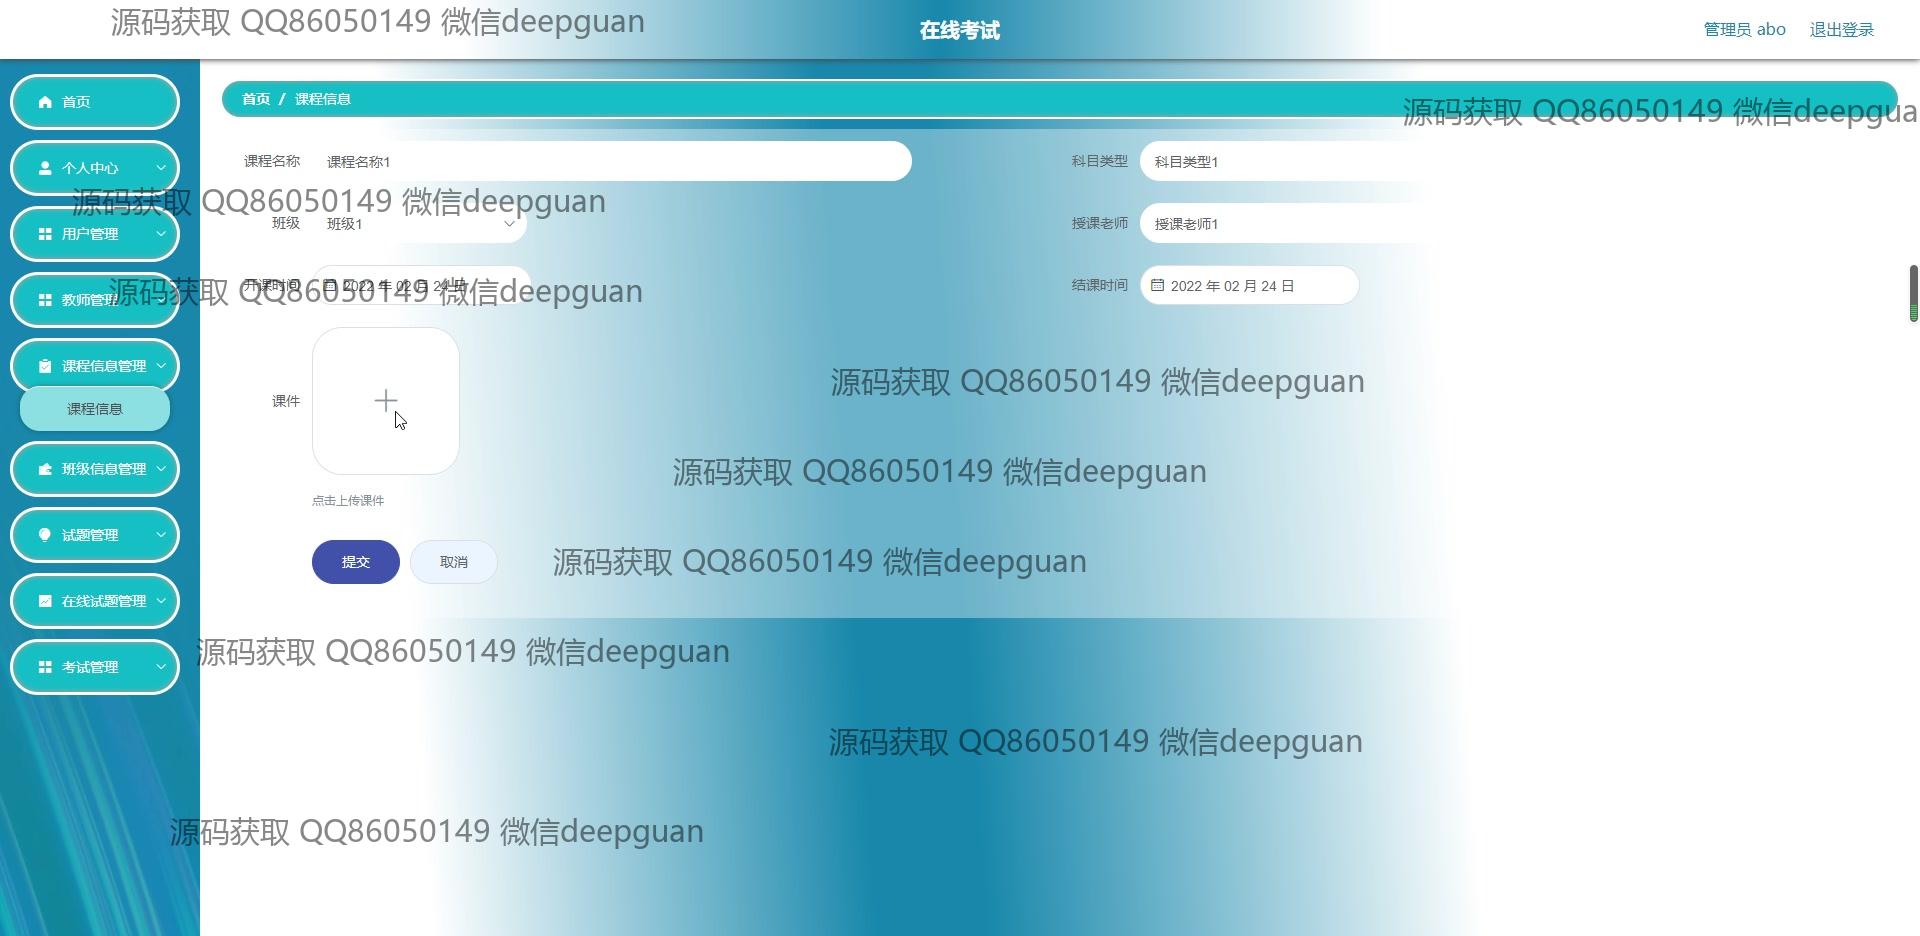 源码获取 QQ86050149 微信deepguan
在线考试
管理员 abo
退出登录
首页
个人中心
用户管理
教师管理
课程信息管理
课程信息
班级信息管理
试题管理
在线试题管理
考试管理
首页 / 课程信息
源码获取 QQ86050149 微信deepgua
课程名称 课程名称1
科目类型 科目类型1
源码获取 QQ86050149 微信deepguan
班级 班级1
授课老师 授课老师1
开课时间 2022 年 02 月 24 日
源码获取 QQ86050149 微信deepguan
结课时间 2022 年 02 月 24 日
源码获取 QQ86050149 微信deepguan
课件
源码获取 QQ86050149 微信deepguan
点击上传课件
提交 取消
源码获取 QQ86050149 微信deepguan
源码获取 QQ86050149 微信deepguan
源码获取 QQ86050149 微信deepguan
源码获取 QQ86050149 微信deepguan